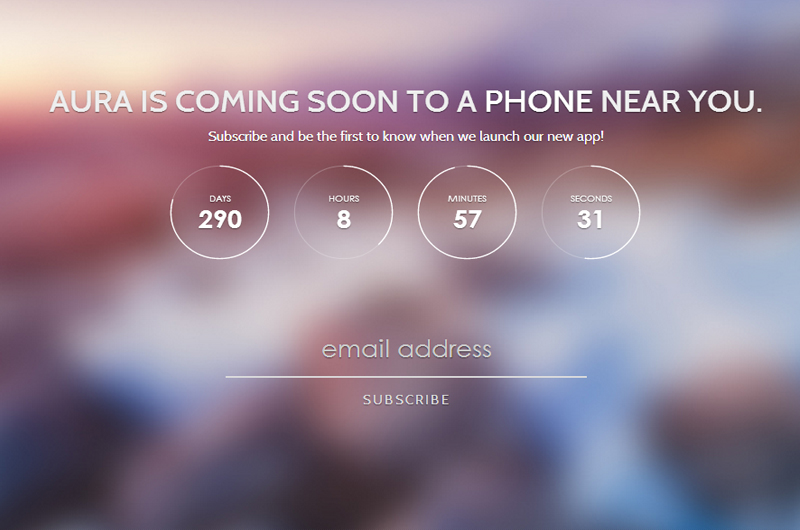 AURA IS COMING SOON TO A PHONE NEAR YOU.
Subscribe and be the first to know when we launch our new app!
DAYS HOURS MINUTES SECONDS
290 8 57 31
email address
SUBSCRIBE